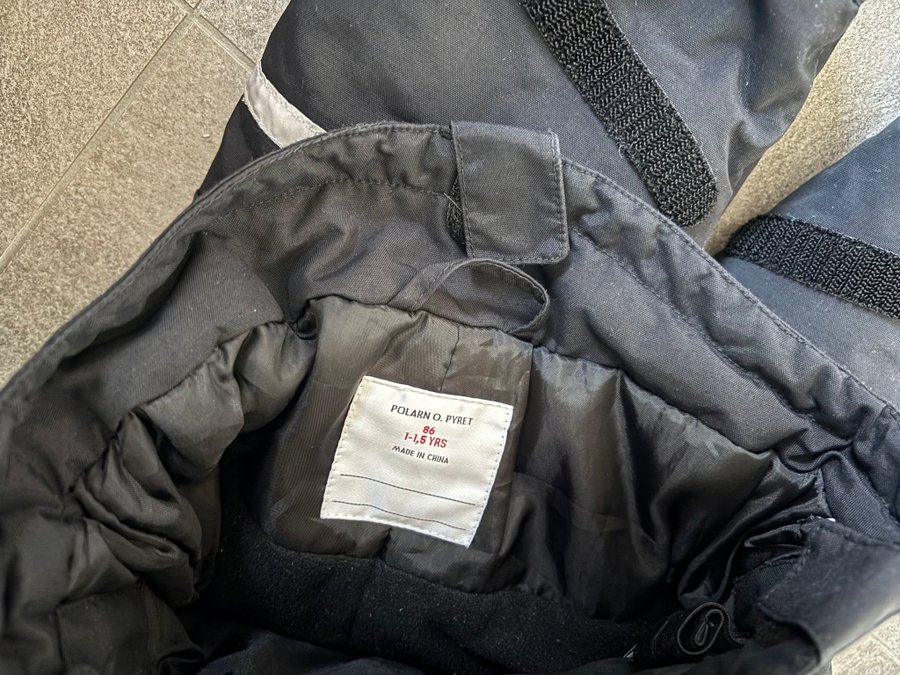 POLARN O. PYRET
86
1-1,5 YRS
MADE IN CHINA